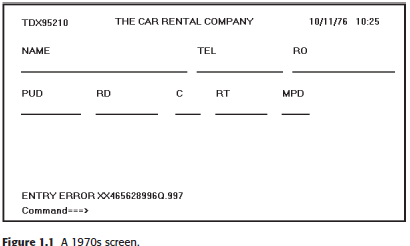 TDX95210 THE CAR RENTAL COMPANY 10/11/76 10:25
NAME TEL RO
PUD RD C RT MPD
ENTRY ERROR XX465628996Q.997
Command===>
Figure 1.1 A 1970s screen.